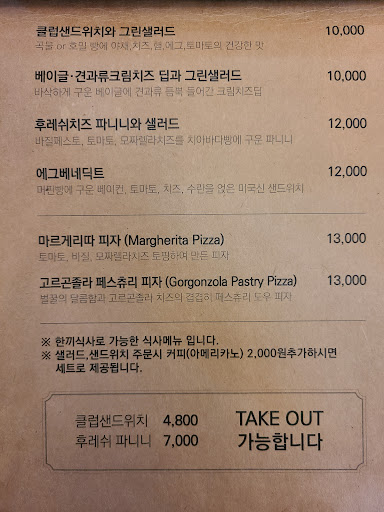 클럽샌드위치와 그린샐러드 10,000
곡물 or 호밀 빵에 야채,치즈,햄,에그,토마토의 건강한 맛
베이글·견과류크림치즈 딥과 그린샐러드 10,000
바삭하게 구운 베이글에 견과류 듬뿍 들어간 크림치즈딥
후레쉬치즈 파니니와 샐러드 12,000
바질페스토, 토마토, 모짜렐라치즈를 치아바타빵에 구운 파니니
에그베네딕트 12,000
머핀빵에 구운 베이컨, 토마토, 치즈, 수란을 얹은 미국식 샌드위치
마르게리따 피자 (Margherita Pizza) 13,000
토마토, 바질, 모짜렐라치즈 토핑하여 만든 피자
고르곤졸라 페스츄리 피자 (Gorgonzola Pastry Pizza) 13,000
벌꿀의 달콤함과 고르곤졸라 치즈의 겹겹히 페스츄리 도우 피자
※ 한끼식사로 가능한 식사메뉴 입니다.
※ 샐러드,샌드위치 주문시 커피(아메리카노) 2,000원추가하시면
세트로 제공됩니다.
클럽샌드위치 4,800
후레쉬 파니니 7,000
TAKE OUT
가능합니다